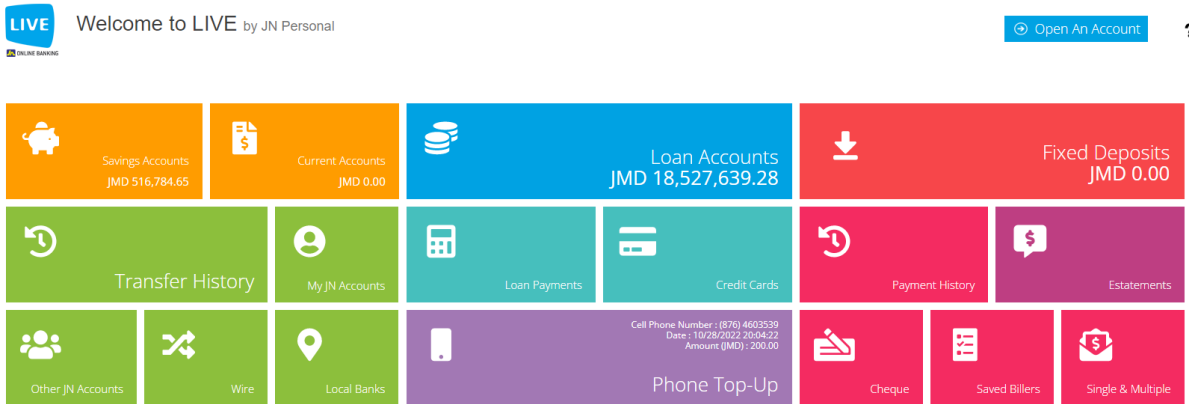 LIVE
JN ONLINE BANKING
Welcome to LIVE by JN Personal
Open An Account
?
Savings Accounts
JMD 516,784.65
Current Accounts
JMD 0.00
Loan Accounts
JMD 18,527,639.28
Fixed Deposits
JMD 0.00
Transfer History
My JN Accounts
Loan Payments
Credit Cards
Payment History
Estatements
Other JN Accounts
Wire
Local Banks
Cell Phone Number : (876) 4603539
Date : 10/28/2022 20:04:22
Amount (JMD) : 200.00
Phone Top-Up
Cheque
Saved Billers
Single & Multiple